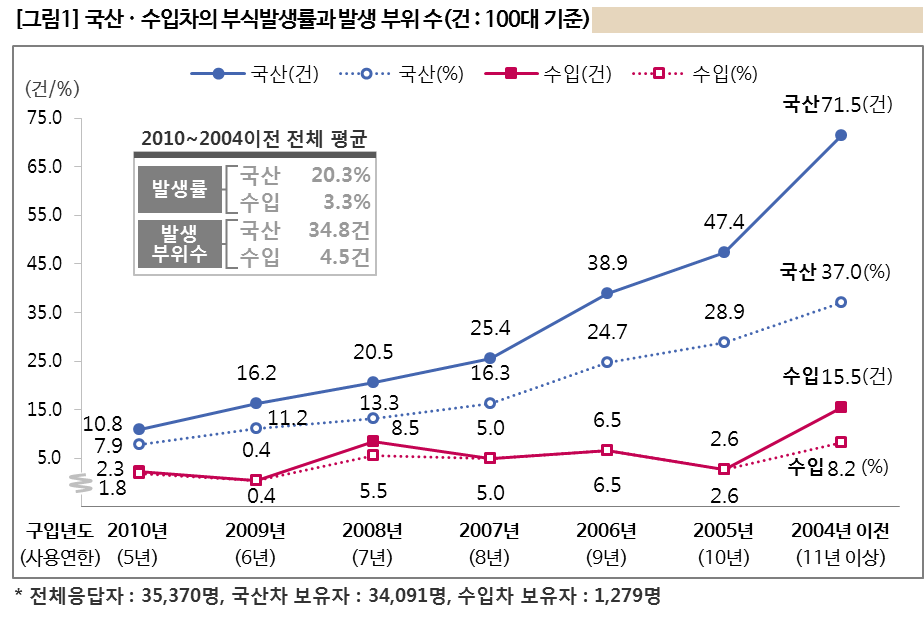 [그림1] 국산 · 수입차의 부식발생률과 발생 부위 수(건 : 100대 기준)
국산(건) 국산(%) 수입(건) 수입(%)
(건/%)
75.0
65.0
55.0
45.0
35.0
25.0
15.0
5.0
2010~2004이전 전체 평균
발생률 국산 20.3%
수입 3.3%
발생 부위수 국산 34.8건
수입 4.5건
국산 71.5(건)
47.4
38.9
25.4
20.5
16.2
10.8
국산 37.0(%)
28.9
24.7
16.3
13.3
11.2
7.9
수입 15.5(건)
2.6
6.5
5.0
8.5
0.4
2.3
수입 8.2 (%)
2.6
6.5
5.0
5.5
0.4
1.8
구입년도 2010년 2009년 2008년 2007년 2006년 2005년 2004년 이전
(사용연한) (5년) (6년) (7년) (8년) (9년) (10년) (11년 이상)
* 전체응답자 : 35,370명, 국산차 보유자 : 34,091명, 수입차 보유자 : 1,279명